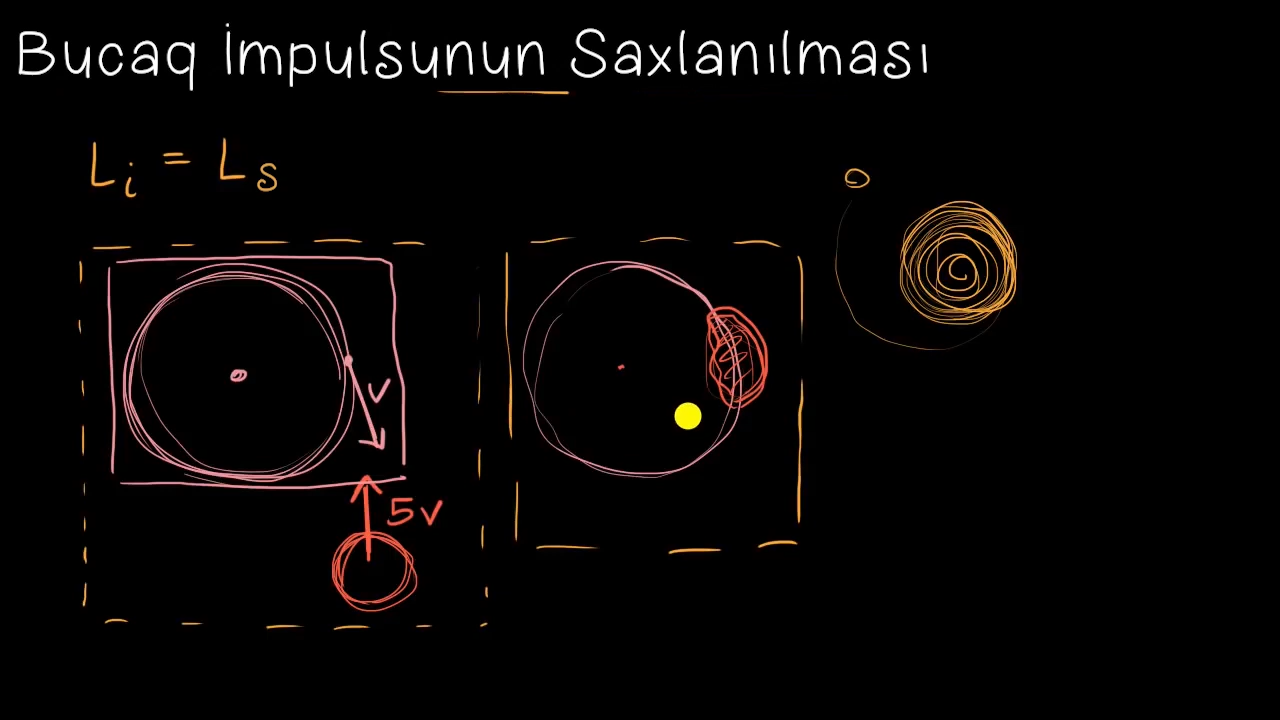 Bucaq İmpulsunun Saxlanılması
Li = Ls
v
5v